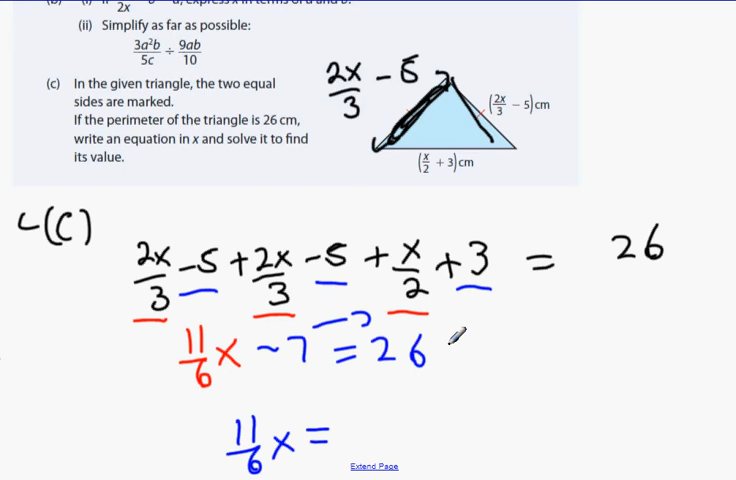 2x
(ii) Simplify as far as possible:
3a²b/5c ÷ 9ab/10
(c) In the given triangle, the two equal
sides are marked.
If the perimeter of the triangle is 26 cm,
write an equation in x and solve it to find
its value.
2x/3 - 5
(2x/3 − 5) cm
(x/2 + 3) cm
(C)
2x/3 - 5 + 2x/3 - 5 + x/2 + 3 = 26
11/6 x - 7 = 26
11/6 x =
Extend Page